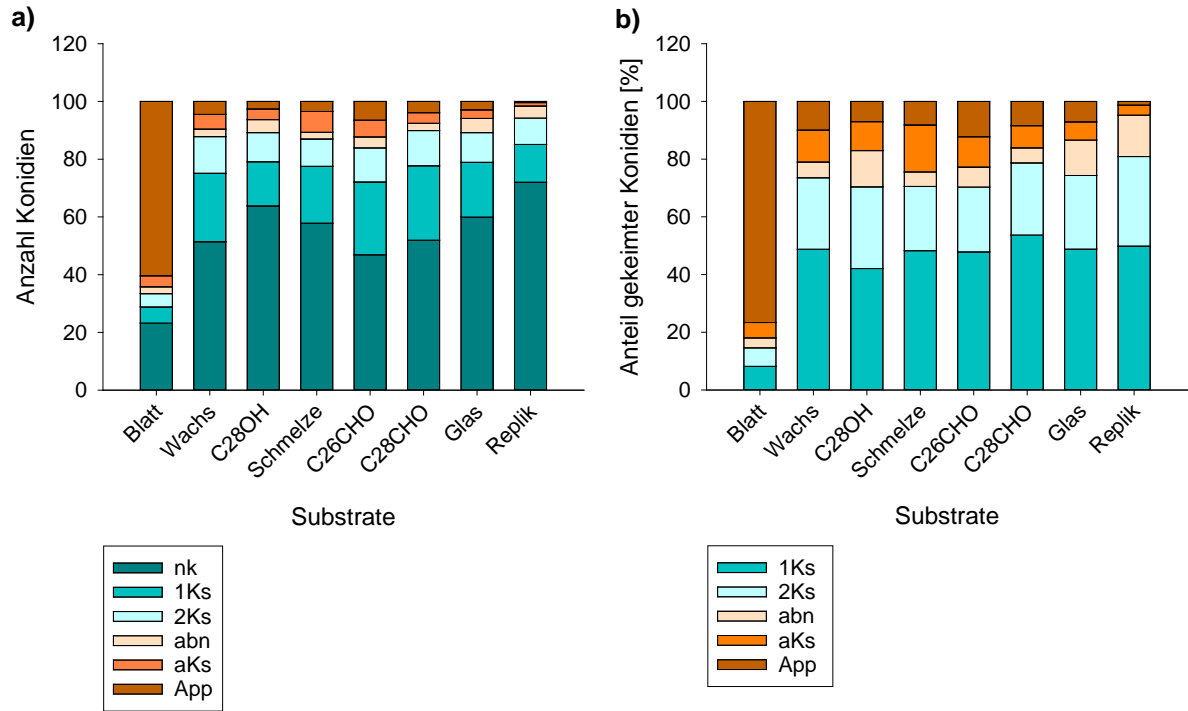 a)
120
100
80
60
40
20
0
Anzahl Konidien
Blatt
Wachs
C28OH
Schmelze
C26CHO
C28CHO
Glas
Replik
Substrate
nk
1Ks
2Ks
abn
aKs
App
b)
120
100
80
60
40
20
0
Anteil gekeimter Konidien [%]
Blatt
Wachs
C28OH
Schmelze
C26CHO
C28CHO
Glas
Replik
Substrate
1Ks
2Ks
abn
aKs
App